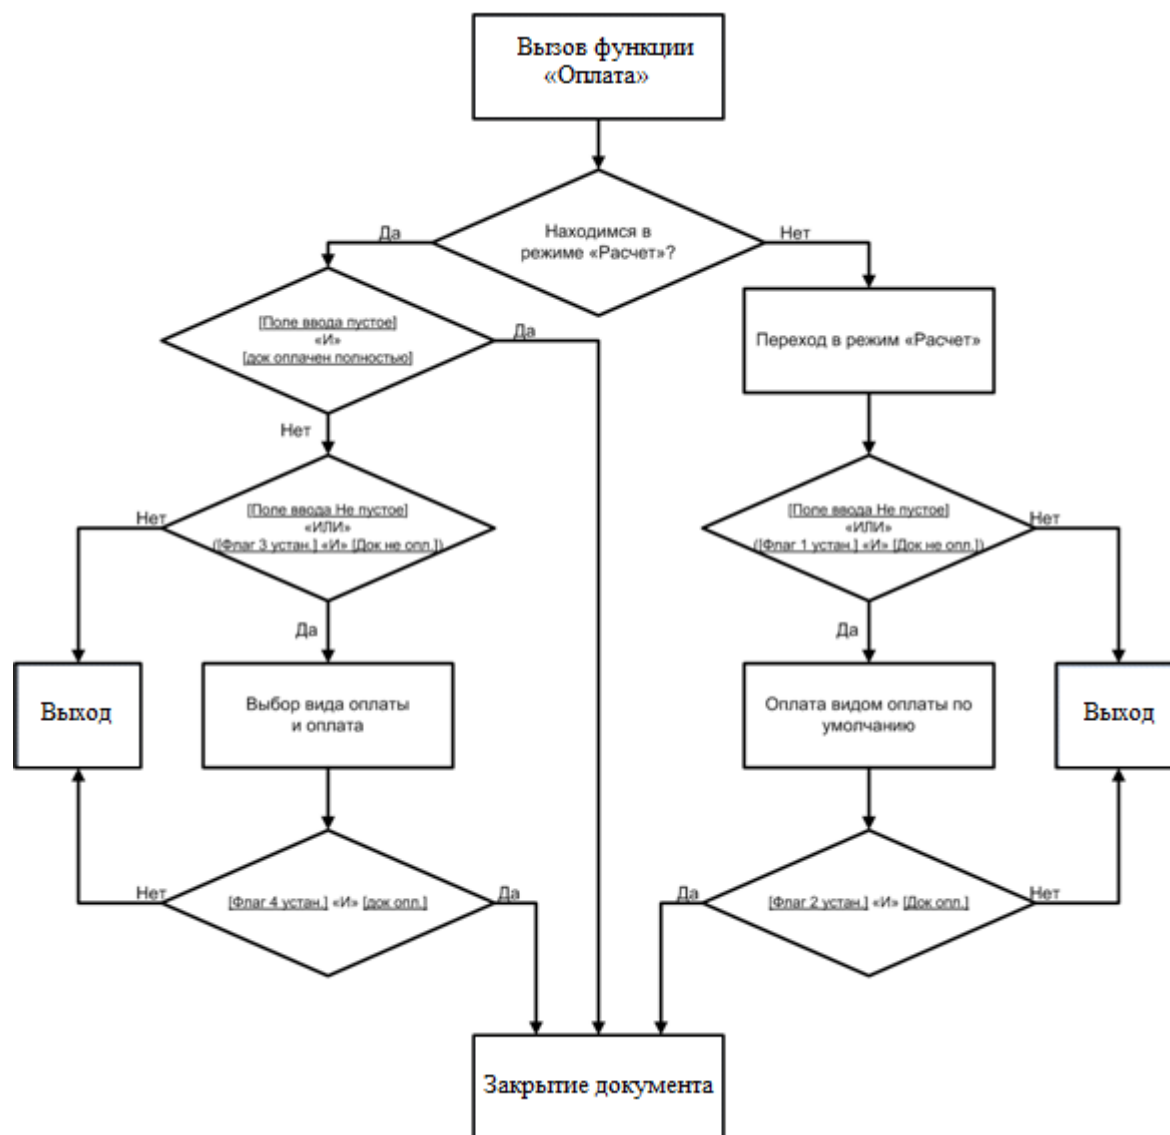 Вызов функции
«Оплата»
Находимся в
режиме «Расчет»?
Да
Нет
[Поле ввода пустое]
«И»
[док оплачен полностью]
Да
Переход в режим «Расчет»
Нет
[Поле ввода Не пустое]
«ИЛИ»
([Флаг 3 устан.] «И» [Док не опл.])
Нет
[Поле ввода Не пустое]
«ИЛИ»
([Флаг 1 устан.] «И» [Док не опл.])
Нет
Да
Да
Выход
Выбор вида оплаты
и оплата
Оплата видом оплаты по
умолчанию
Выход
Нет
[Флаг 4 устан.] «И» [док опл.]
Да
Да
[Флаг 2 устан.] «И» [Док опл.]
Нет
Закрытие документа